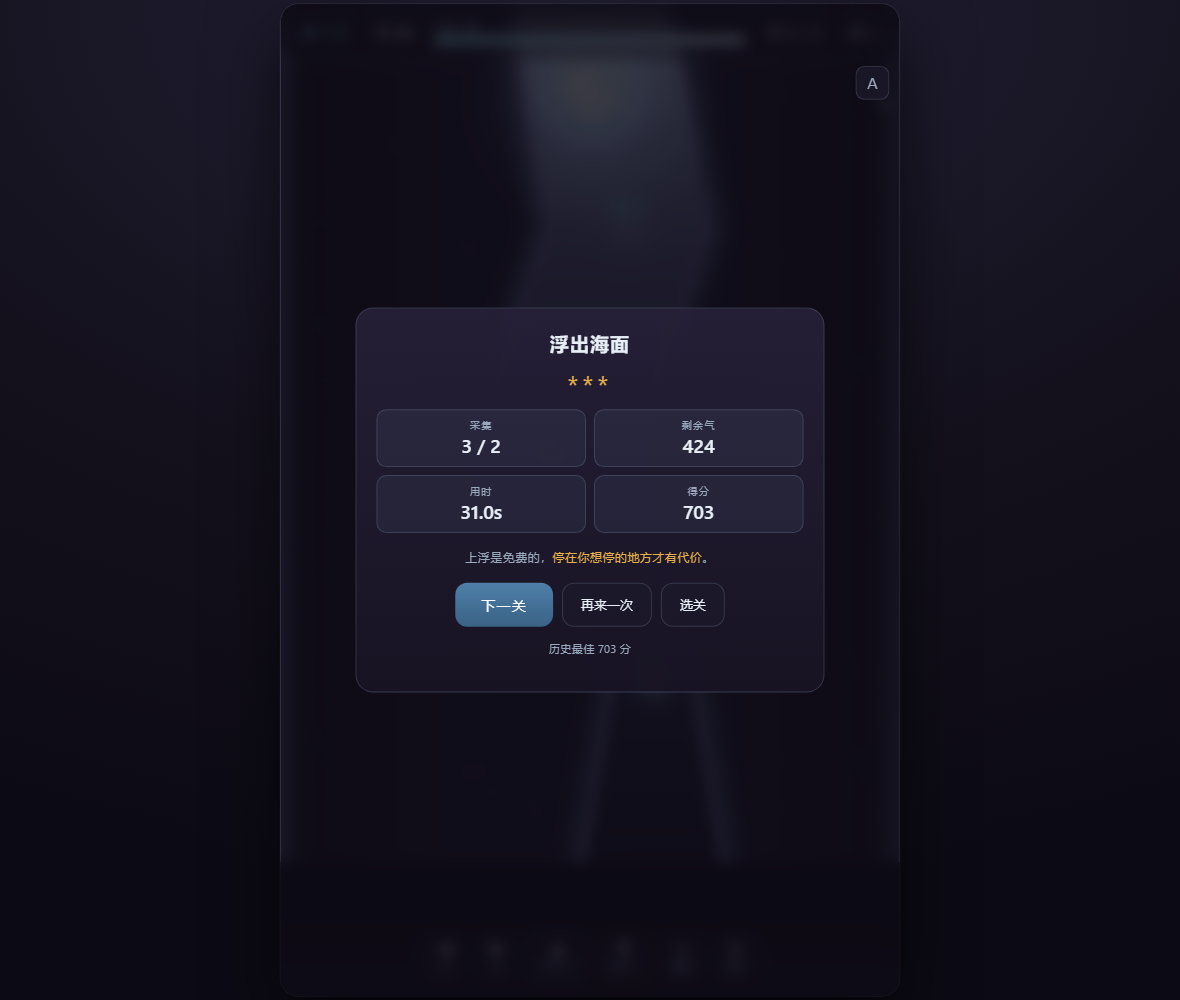 A
浮出海面
***
采集
3 / 2
剩余气
424
用时
31.0s
得分
703
上浮是免费的，停在你想停的地方才有代价。
下一关
再来一次
选关
历史最佳 703 分